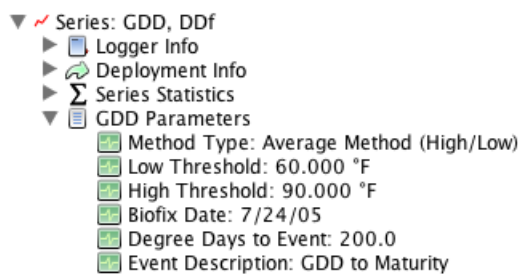 Series: GDD, DDf
Logger Info
Deployment Info
Series Statistics
GDD Parameters
Method Type: Average Method (High/Low)
Low Threshold: 60.000 °F
High Threshold: 90.000 °F
Biofix Date: 7/24/05
Degree Days to Event: 200.0
Event Description: GDD to Maturity